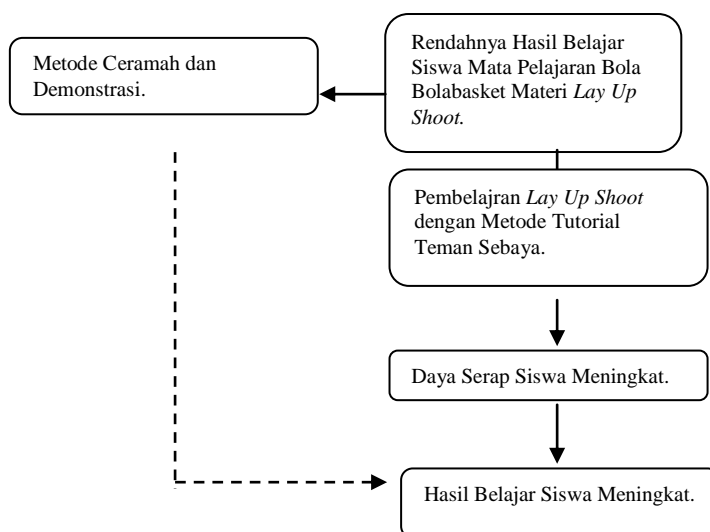 Metode Ceramah dan
Demonstrasi.
Rendahnya Hasil Belajar
Siswa Mata Pelajaran Bola
Bolabasket Materi Lay Up
Shoot.
Pembelajran Lay Up Shoot
dengan Metode Tutorial
Teman Sebaya.
Daya Serap Siswa Meningkat.
Hasil Belajar Siswa Meningkat.